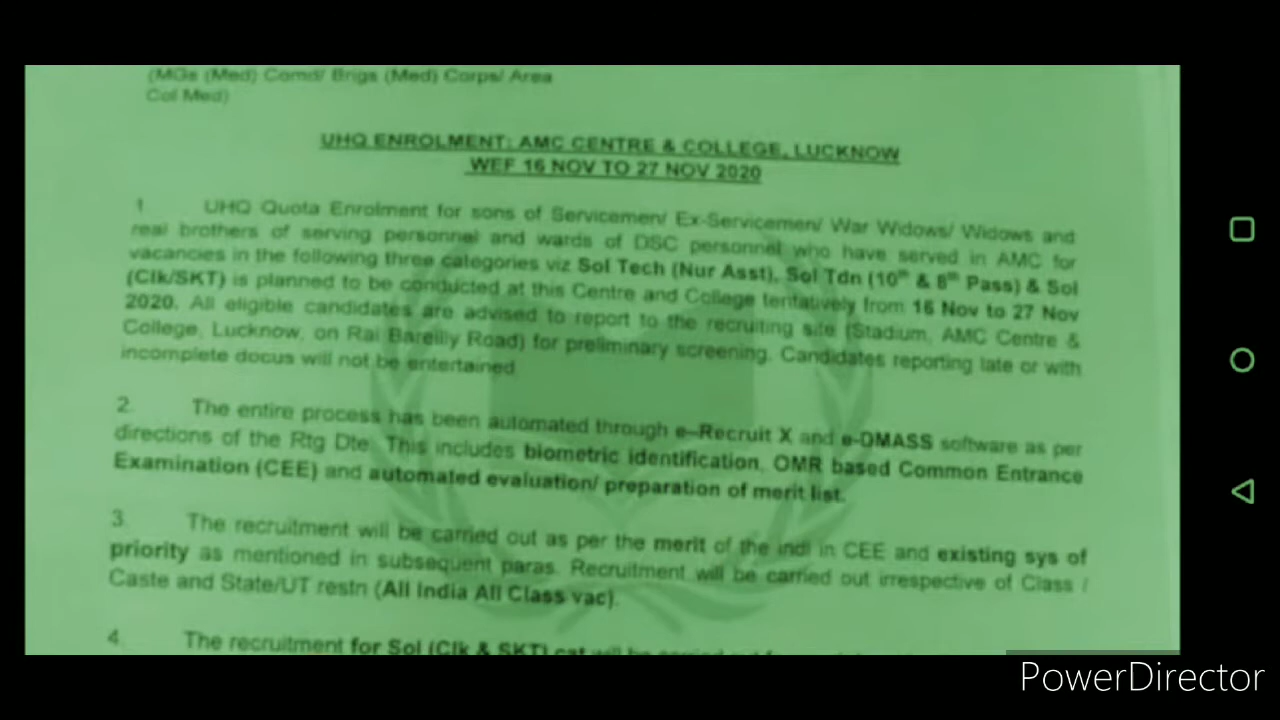 (MGs (Med) Comd/ Brigs (Med) Corps/ Area
Col Med)
UHQ ENROLMENT: AMC CENTRE & COLLEGE, LUCKNOW
WEF 16 NOV TO 27 NOV 2020
1 UHQ Quota Enrolment for sons of Servicemen/ Ex-Servicemen/ War Widows/ Widows and
real brothers of serving personnel and wards of DSC personnel who have served in AMC for
vacancies in the following three categories viz Sol Tech (Nur Asst), Sol Tdn (10th & 8th Pass) & Sol
(Clk/SKT) is planned to be conducted at this Centre and College tentatively from 16 Nov to 27 Nov
2020. All eligible candidates are advised to report to the recruiting site (Stadium, AMC Centre &
College, Lucknow, on Rai Bareilly Road) for preliminary screening. Candidates reporting late or with
incomplete docus will not be entertained
2. The entire process has been automated through e-Recruit X and e-DMASS software as per
directions of the Rtg Dte. This includes biometric identification, OMR based Common Entrance
Examination (CEE) and automated evaluation/ preparation of merit list.
3. The recruitment will be carried out as per the merit of the indl in CEE and existing sys of
priority as mentioned in subsequent paras. Recruitment will be carried out irrespective of Class /
Caste and State/UT restn (All India All Class vac).
4. The recruitment for Sol (Clk & SKT) cat will be carried out
PowerDirector